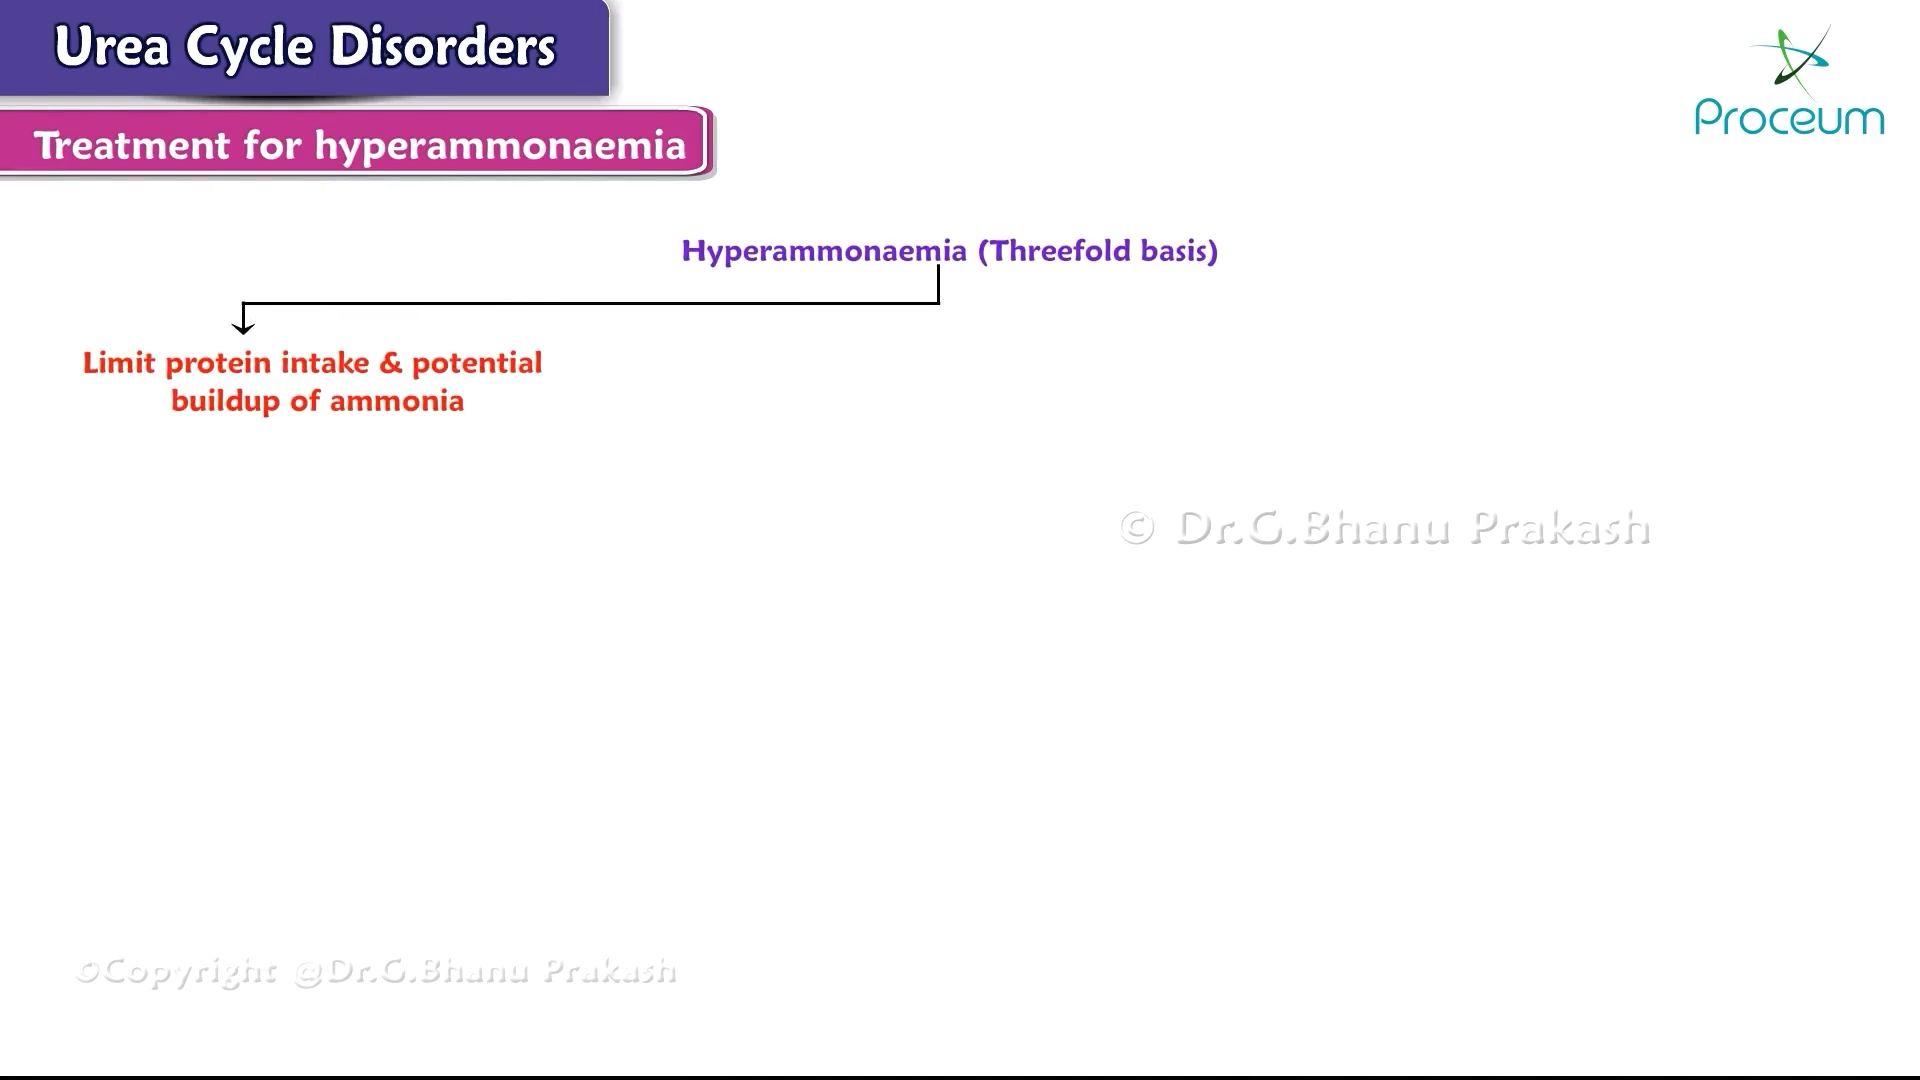 Urea Cycle Disorders
Proceum
Treatment for hyperammonaemia
Hyperammonaemia (Threefold basis)
Limit protein intake & potential
buildup of ammonia
© Dr.G.Bhanu Prakash
©Copyright @Dr.G.Bhanu Prakash